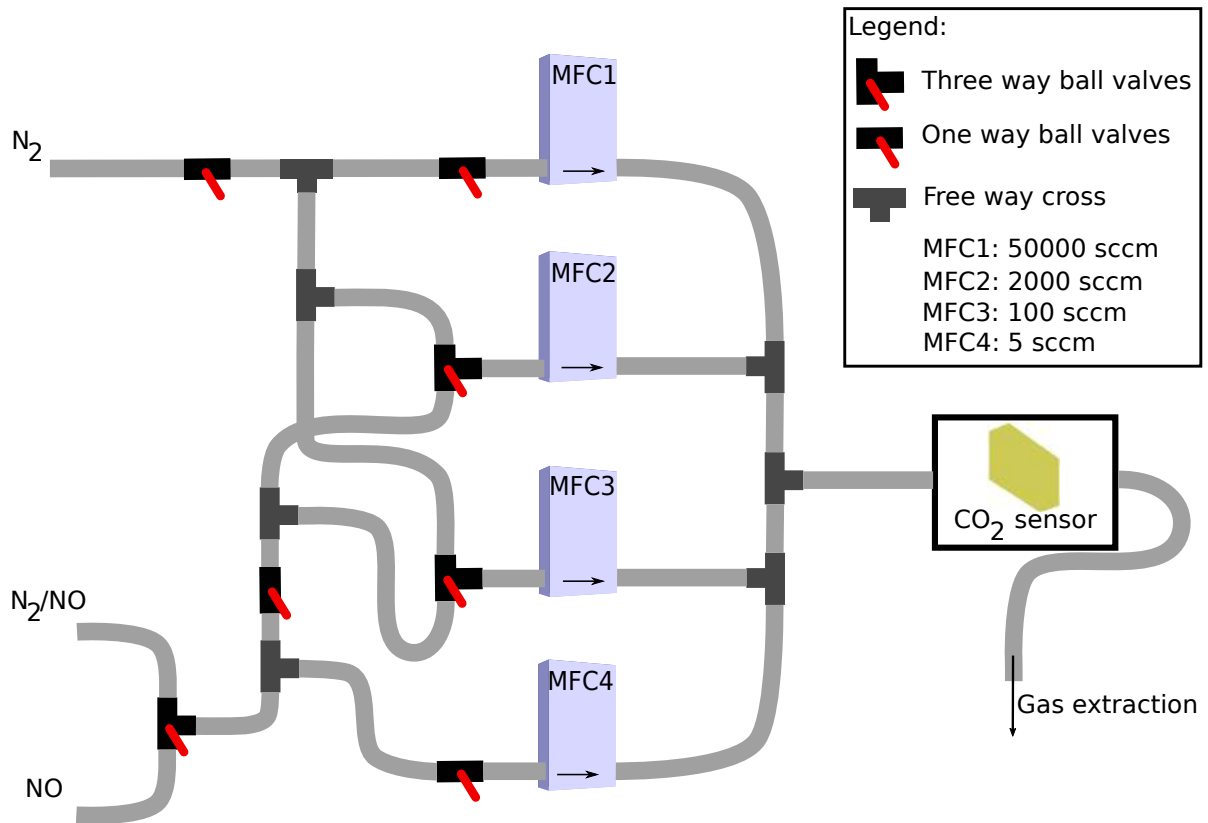 Legend:
Three way ball valves
One way ball valves
Free way cross
MFC1: 50000 sccm
MFC2: 2000 sccm
MFC3: 100 sccm
MFC4: 5 sccm
N2
MFC1
MFC2
MFC3
CO2 sensor
N2/NO
MFC4
Gas extraction
NO